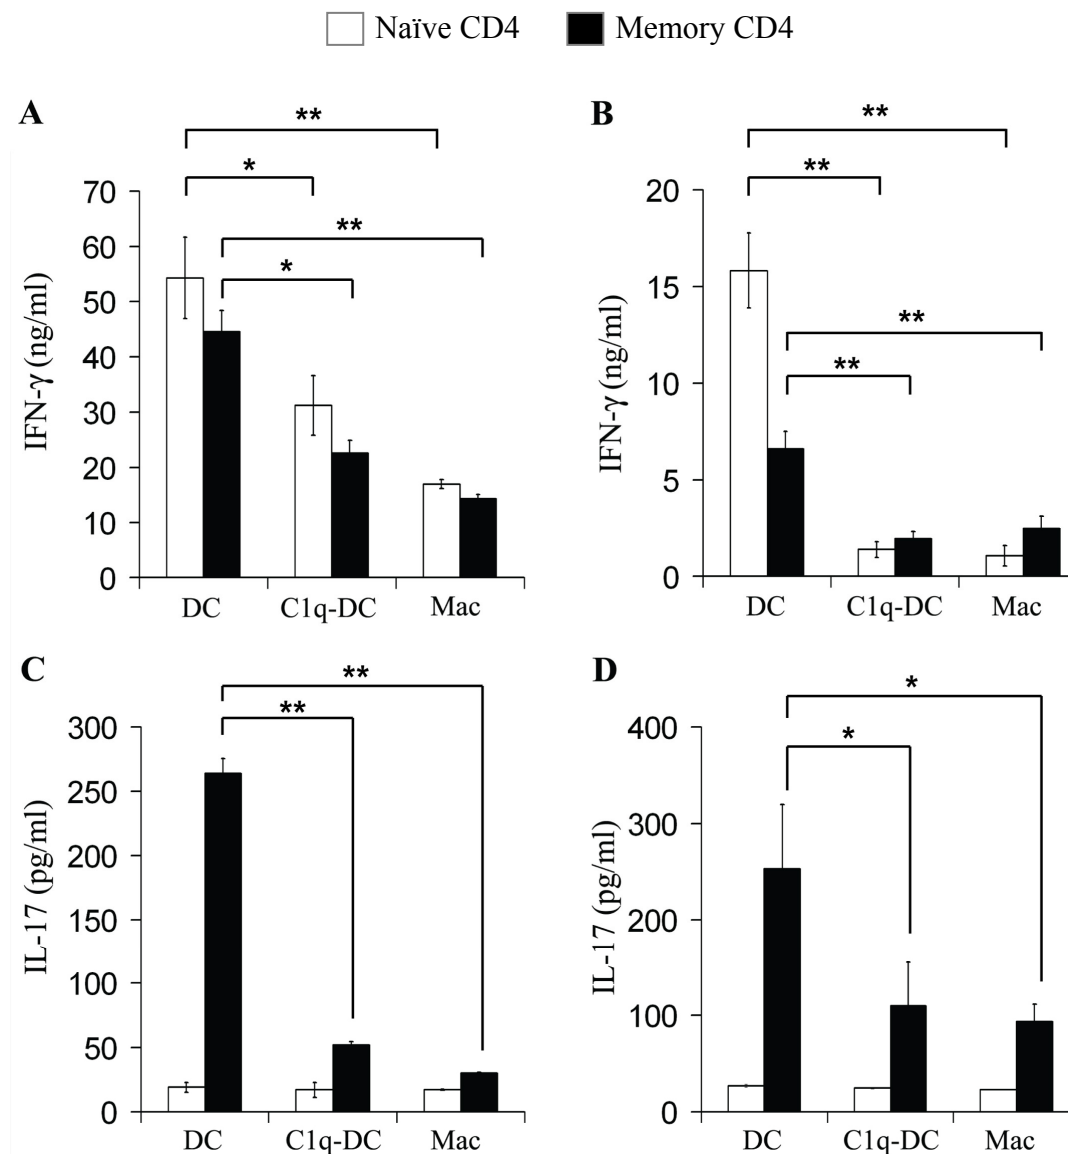 Naïve CD4 Memory CD4
A
**
*
**
*
70
60
50
40
30
20
10
0
IFN-γ (ng/ml)
DC C1q-DC Mac
B
**
**
**
**
20
15
10
5
0
IFN-γ (ng/ml)
DC C1q-DC Mac
C
**
**
300
250
200
150
100
50
0
IL-17 (pg/ml)
DC C1q-DC Mac
D
*
*
400
300
200
100
0
IL-17 (pg/ml)
DC C1q-DC Mac